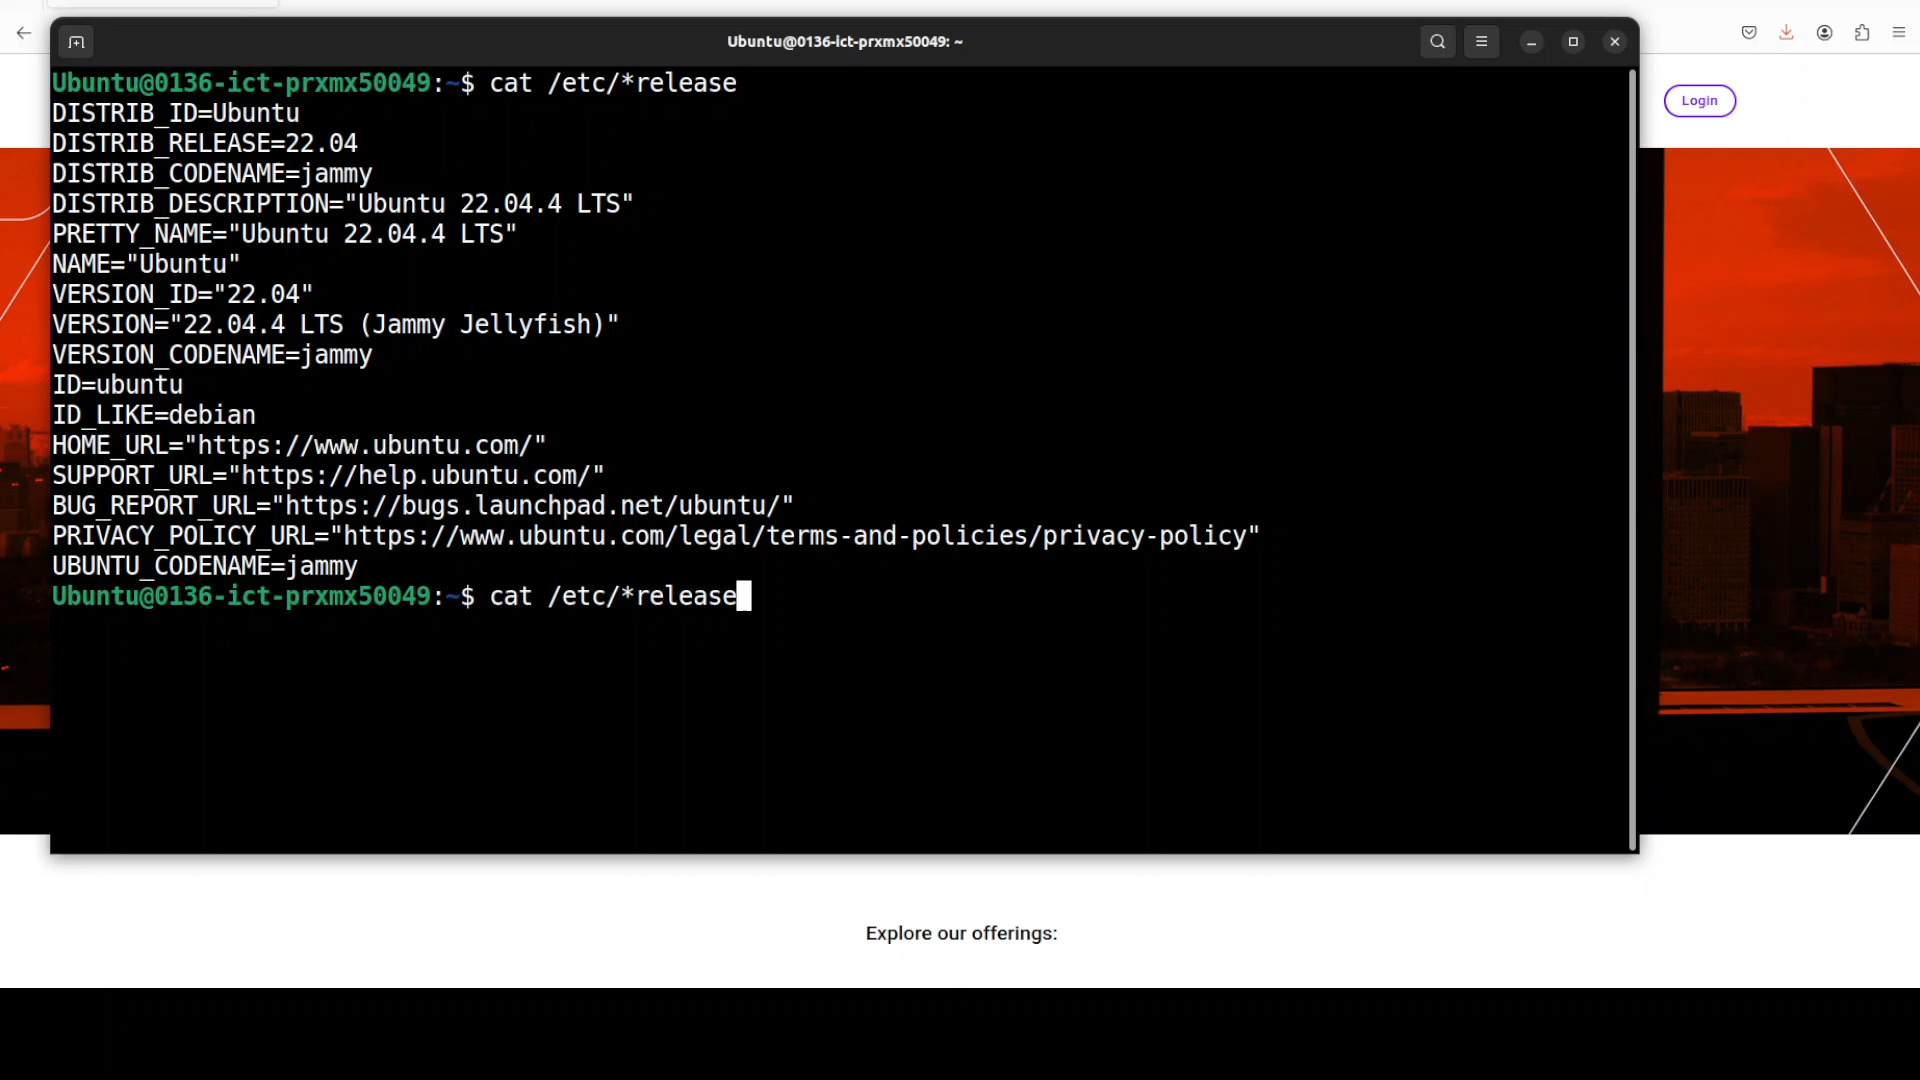 Ubuntu@0136-ict-prxmx50049: ~
Login
Ubuntu@0136-ict-prxmx50049:~$ cat /etc/*release
DISTRIB_ID=Ubuntu
DISTRIB_RELEASE=22.04
DISTRIB_CODENAME=jammy
DISTRIB_DESCRIPTION="Ubuntu 22.04.4 LTS"
PRETTY_NAME="Ubuntu 22.04.4 LTS"
NAME="Ubuntu"
VERSION_ID="22.04"
VERSION="22.04.4 LTS (Jammy Jellyfish)"
VERSION_CODENAME=jammy
ID=ubuntu
ID_LIKE=debian
HOME_URL="https://www.ubuntu.com/"
SUPPORT_URL="https://help.ubuntu.com/"
BUG_REPORT_URL="https://bugs.launchpad.net/ubuntu/"
PRIVACY_POLICY_URL="https://www.ubuntu.com/legal/terms-and-policies/privacy-policy"
UBUNTU_CODENAME=jammy
Ubuntu@0136-ict-prxmx50049:~$ cat /etc/*release
Explore our offerings: